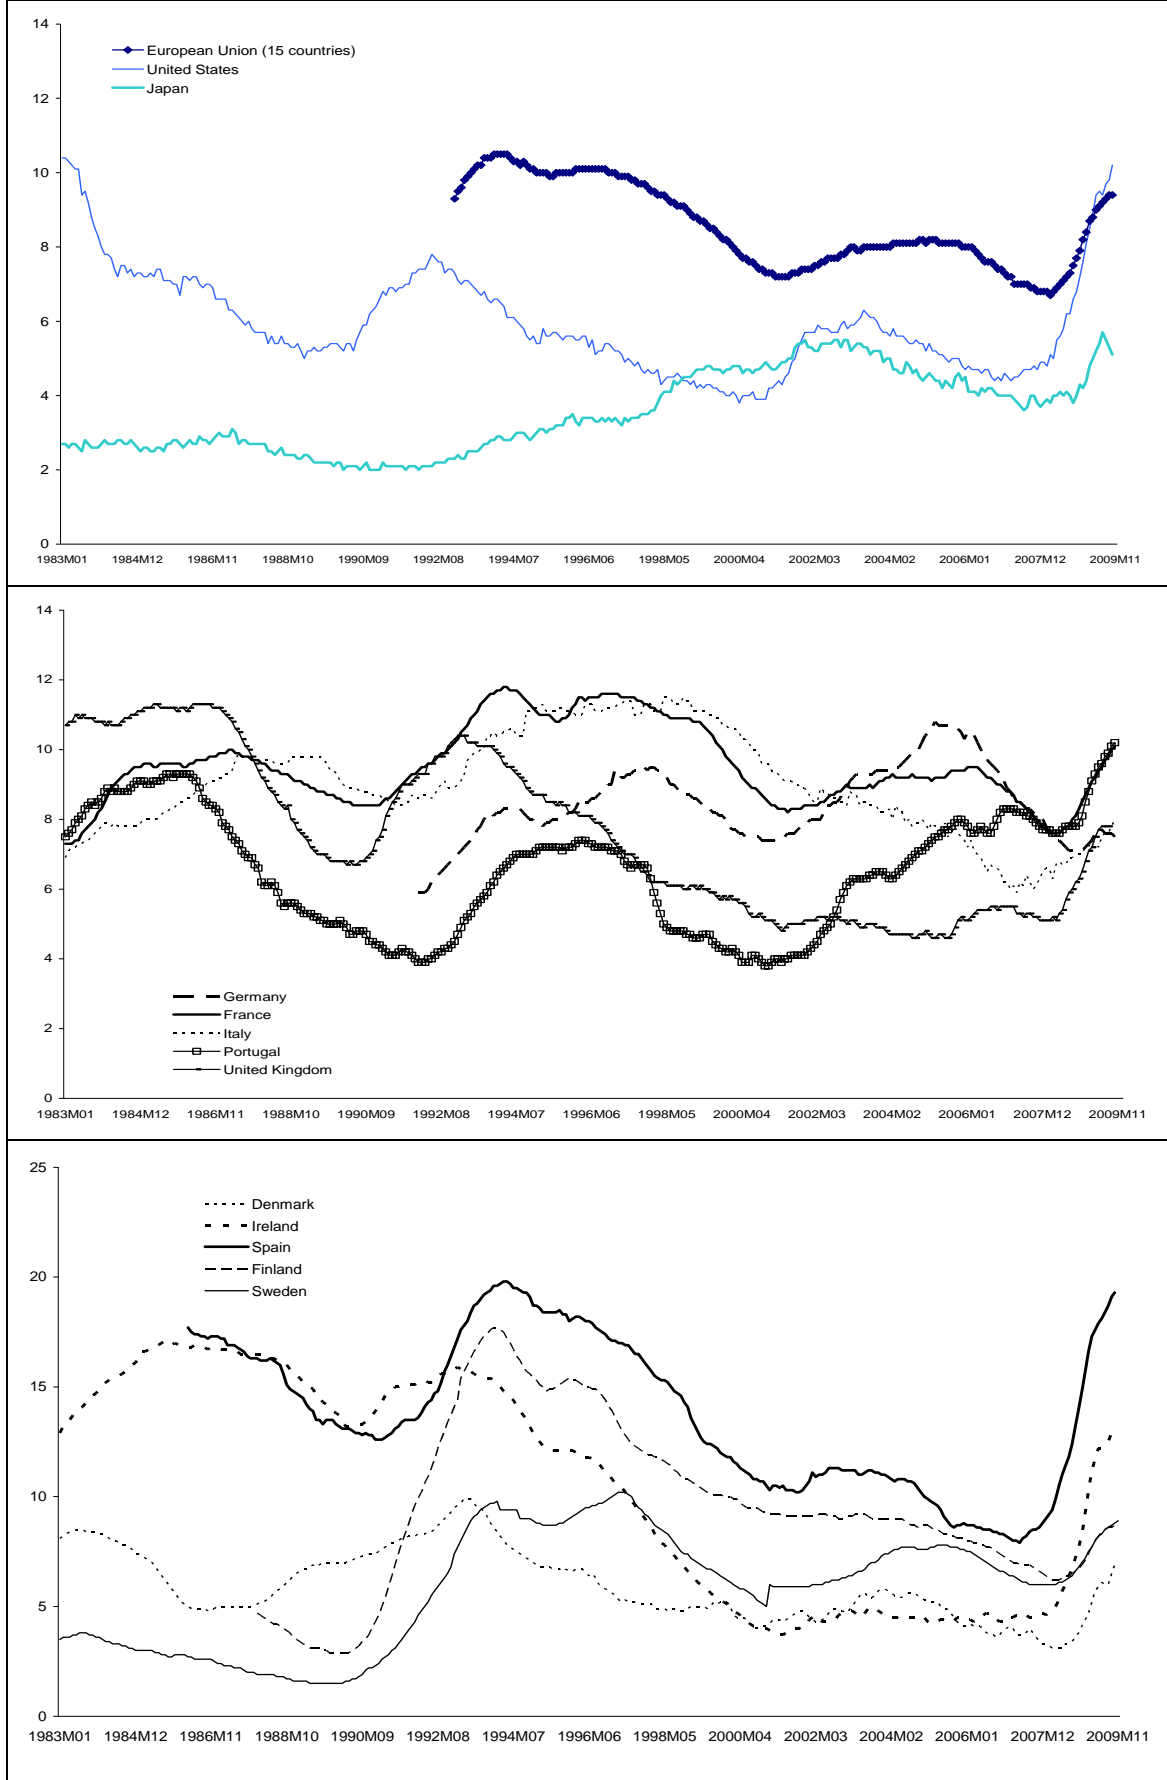 14
European Union (15 countries)
United States
Japan
12
10
8
6
4
2
0
1983M01 1984M12 1986M11 1988M10 1990M09 1992M08 1994M07 1996M06 1998M05 2000M04 2002M03 2004M02 2006M01 2007M12 2009M11
14
12
10
8
6
4
Germany
France
2
Italy
Portugal
United Kingdom
0
1983M01 1984M12 1986M11 1988M10 1990M09 1992M08 1994M07 1996M06 1998M05 2000M04 2002M03 2004M02 2006M01 2007M12 2009M11
25
Denmark
Ireland
Spain
20
Finland
Sweden
15
10
5
0
1983M01 1984M12 1986M11 1988M10 1990M09 1992M08 1994M07 1996M06 1998M05 2000M04 2002M03 2004M02 2006M01 2007M12 2009M11